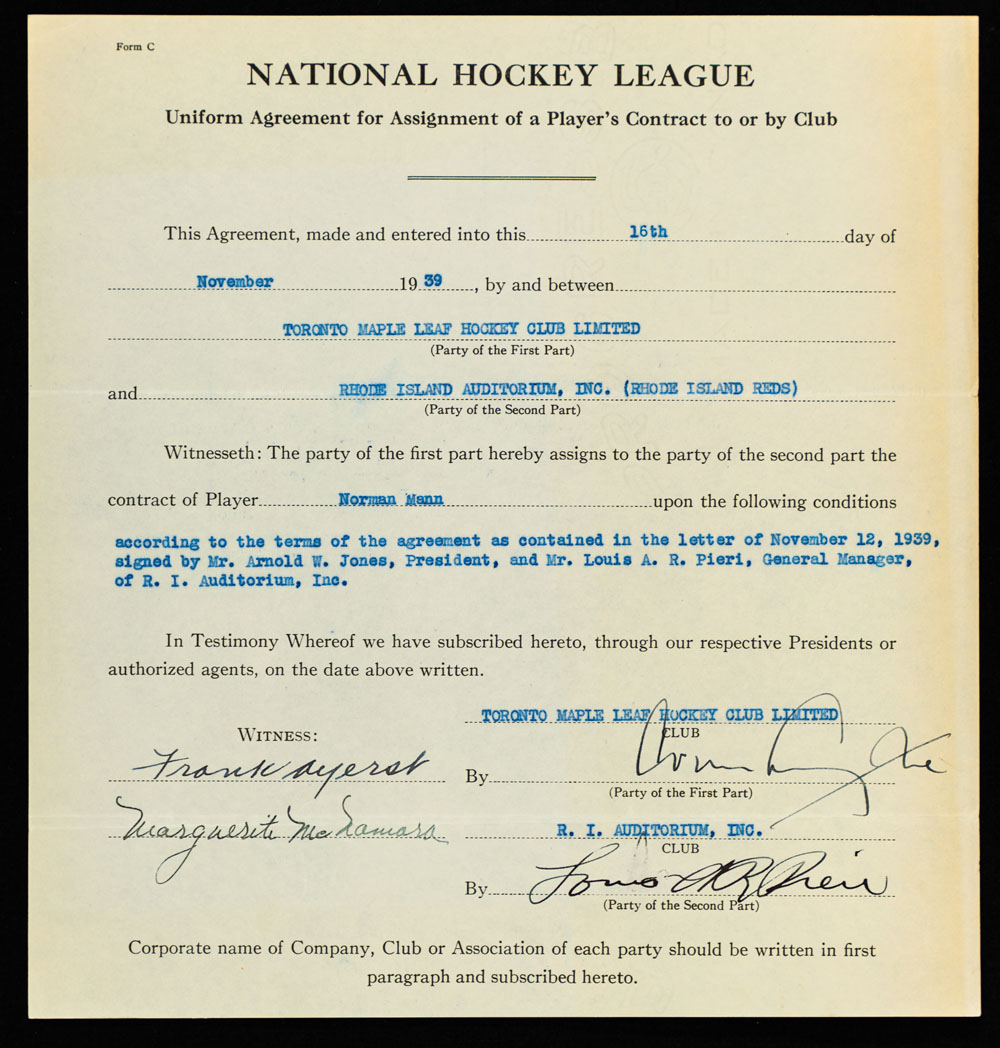 Form C
NATIONAL HOCKEY LEAGUE
Uniform Agreement for Assignment of a Player's Contract to or by Club
This Agreement, made and entered into this 16th day of
November 1939, by and between
TORONTO MAPLE LEAF HOCKEY CLUB LIMITED
(Party of the First Part)
and RHODE ISLAND AUDITORIUM, INC. (RHODE ISLAND REDS)
(Party of the Second Part)
Witnesseth: The party of the first part hereby assigns to the party of the second part the
contract of Player Norman Mann upon the following conditions
according to the terms of the agreement as contained in the letter of November 12, 1939,
signed by Mr. Arnold W. Jones, President, and Mr. Louis A. R. Pieri, General Manager,
of R. I. Auditorium, Inc.
In Testimony Whereof we have subscribed hereto, through our respective Presidents or
authorized agents, on the date above written.
TORONTO MAPLE LEAF HOCKEY CLUB LIMITED
WITNESS:
CLUB
Frank Ayerst
By Conn Smythe
(Party of the First Part)
Marguerite McNamara
R. I. AUDITORIUM, INC.
CLUB
By Louis A R Pieri
(Party of the Second Part)
Corporate name of Company, Club or Association of each party should be written in first
paragraph and subscribed hereto.